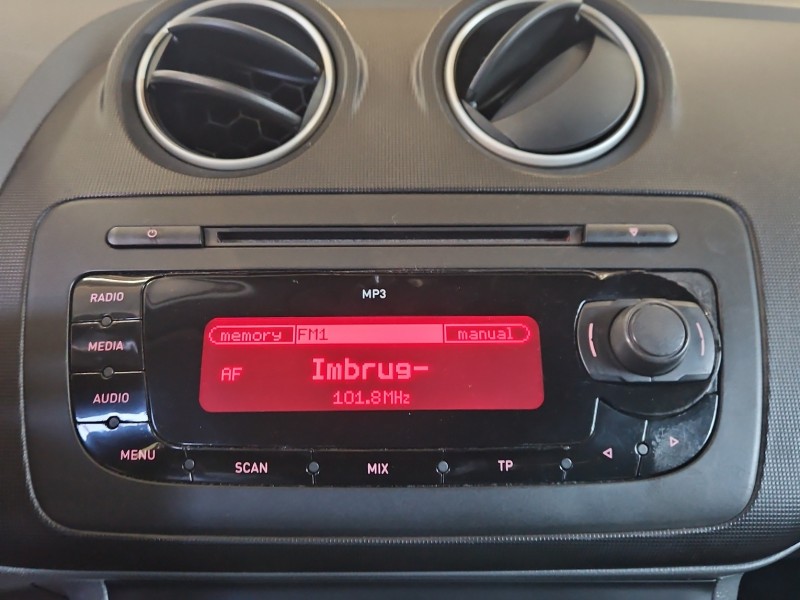 MP3
RADIO
MEDIA
AUDIO
memory FM1 manual
AF Imbrug-
101.8MHz
MENU SCAN MIX TP